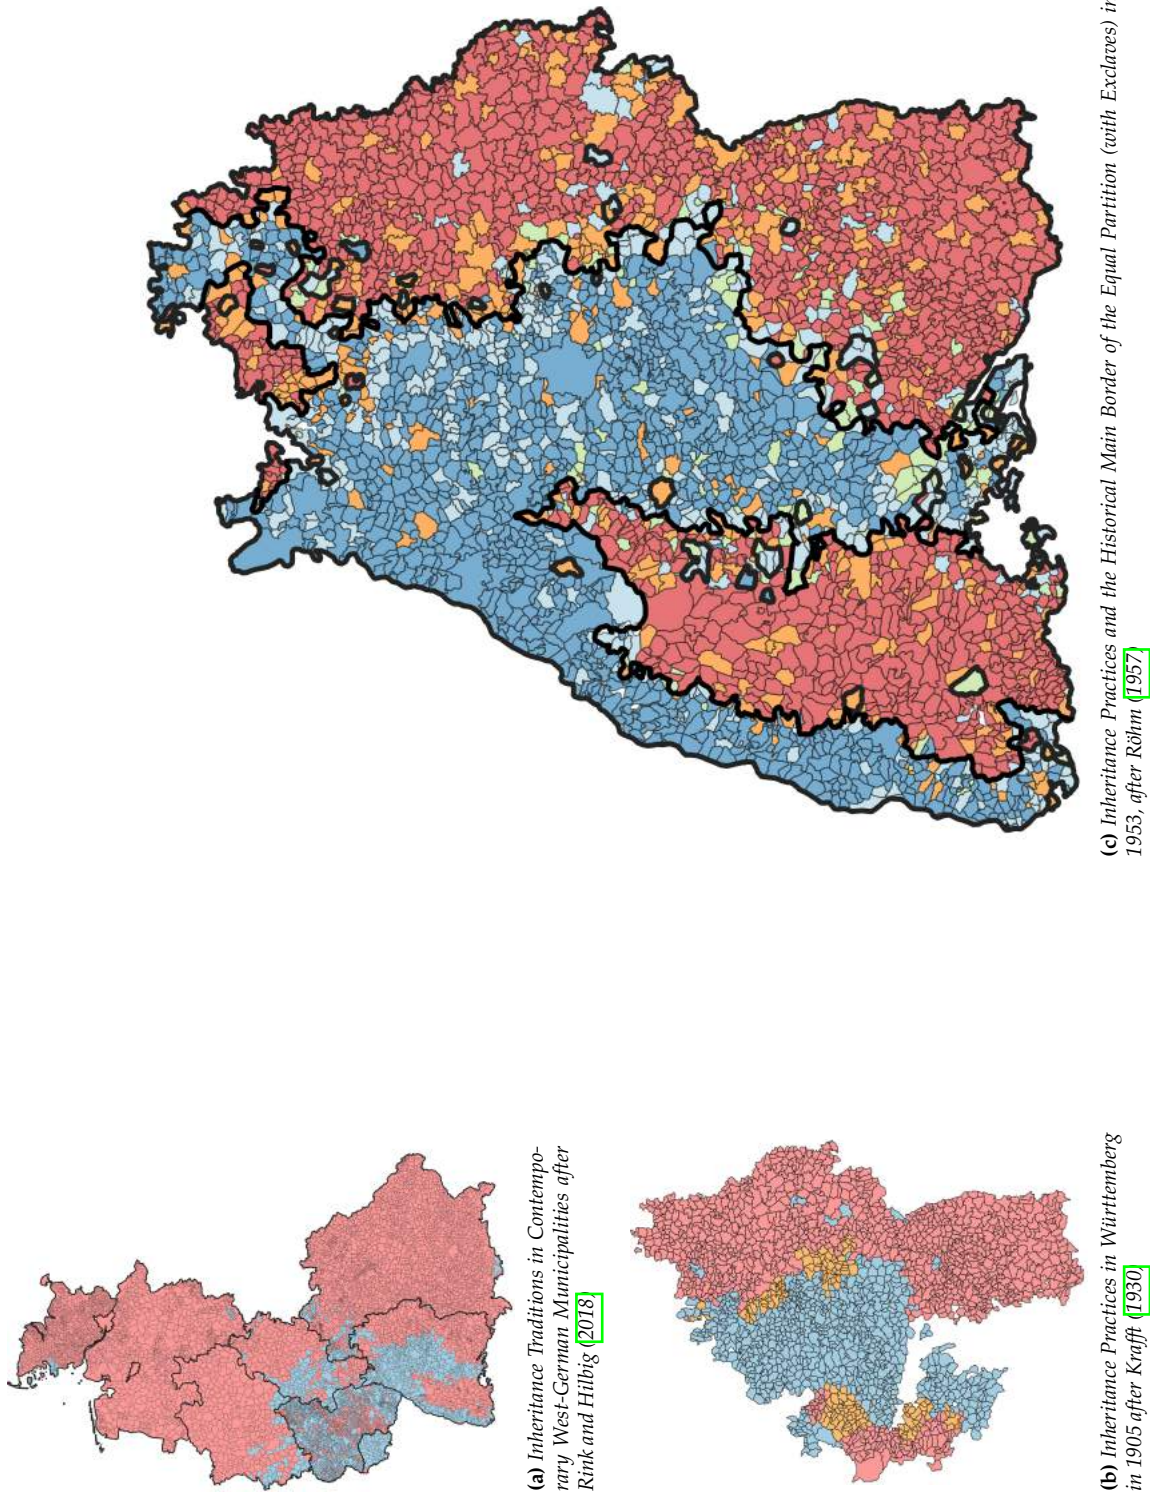 (a) Inheritance Traditions in Contempo-
rary West-German Municipalities after
Rink and Hilbig (2018)
(b) Inheritance Practices in Württemberg
in 1905 after Krafft (1930)
(c) Inheritance Practices and the Historical Main Border of the Equal Partition (with Exclaves) in
1953, after Röhm (1957)